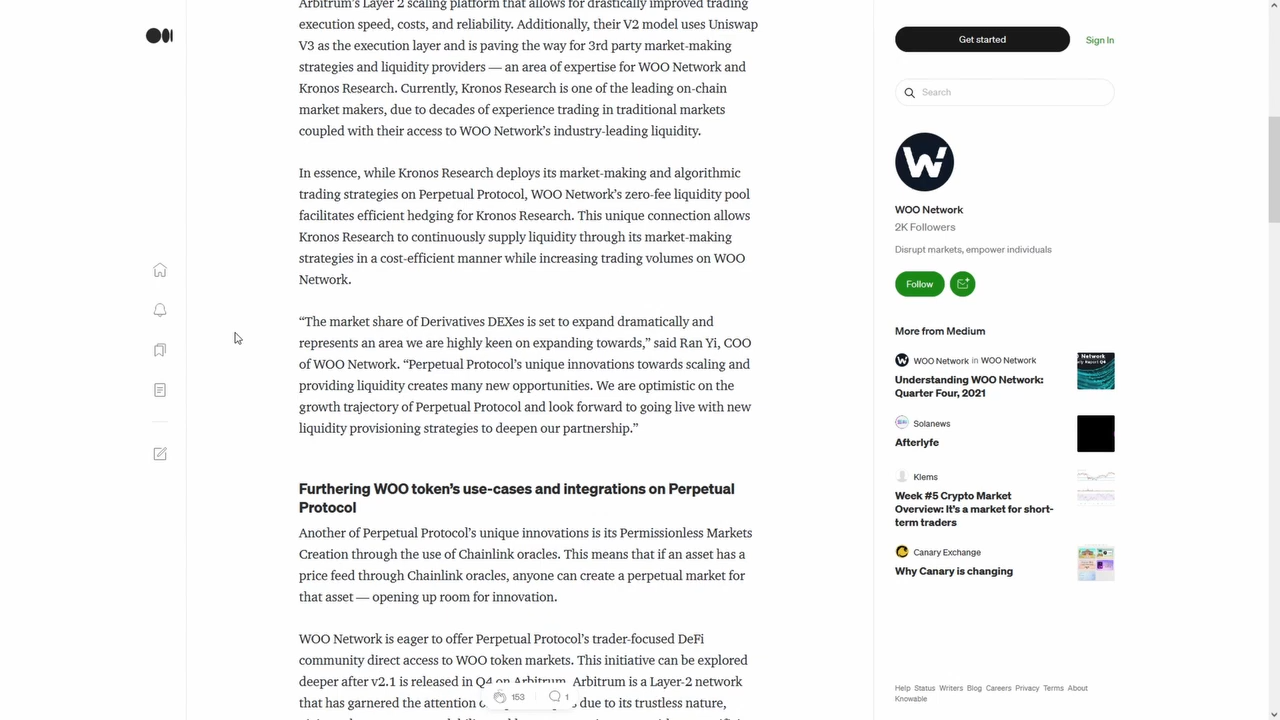 Arbitrum's Layer 2 scaling platform that allows for drastically improved trading
execution speed, costs, and reliability. Additionally, their V2 model uses Uniswap
V3 as the execution layer and is paving the way for 3rd party market-making
strategies and liquidity providers — an area of expertise for WOO Network and
Kronos Research. Currently, Kronos Research is one of the leading on-chain
market makers, due to decades of experience trading in traditional markets
coupled with their access to WOO Network's industry-leading liquidity.
In essence, while Kronos Research deploys its market-making and algorithmic
trading strategies on Perpetual Protocol, WOO Network's zero-fee liquidity pool
facilitates efficient hedging for Kronos Research. This unique connection allows
Kronos Research to continuously supply liquidity through its market-making
strategies in a cost-efficient manner while increasing trading volumes on WOO
Network.
“The market share of Derivatives DEXes is set to expand dramatically and
represents an area we are highly keen on expanding towards,” said Ran Yi, COO
of WOO Network. “Perpetual Protocol's unique innovations towards scaling and
providing liquidity creates many new opportunities. We are optimistic on the
growth trajectory of Perpetual Protocol and look forward to going live with new
liquidity provisioning strategies to deepen our partnership.”
Furthering WOO token's use-cases and integrations on Perpetual
Protocol
Another of Perpetual Protocol's unique innovations is its Permissionless Markets
Creation through the use of Chainlink oracles. This means that if an asset has a
price feed through Chainlink oracles, anyone can create a perpetual market for
that asset — opening up room for innovation.
WOO Network is eager to offer Perpetual Protocol's trader-focused DeFi
community direct access to WOO token markets. This initiative can be explored
deeper after v2.1 is released in Q4 on Arbitrum. Arbitrum is a Layer-2 network
that has garnered the attention of due to its trustless nature,
153
1
Get started
Sign In
Search
WOO Network
2K Followers
Disrupt markets, empower individuals
Follow
More from Medium
WOO Network in WOO Network
Understanding WOO Network:
Quarter Four, 2021
Solanews
Afterlyfe
Klems
Week #5 Crypto Market
Overview: It's a market for short-
term traders
Canary Exchange
Why Canary is changing
Help Status Writers Blog Careers Privacy Terms About
Knowable